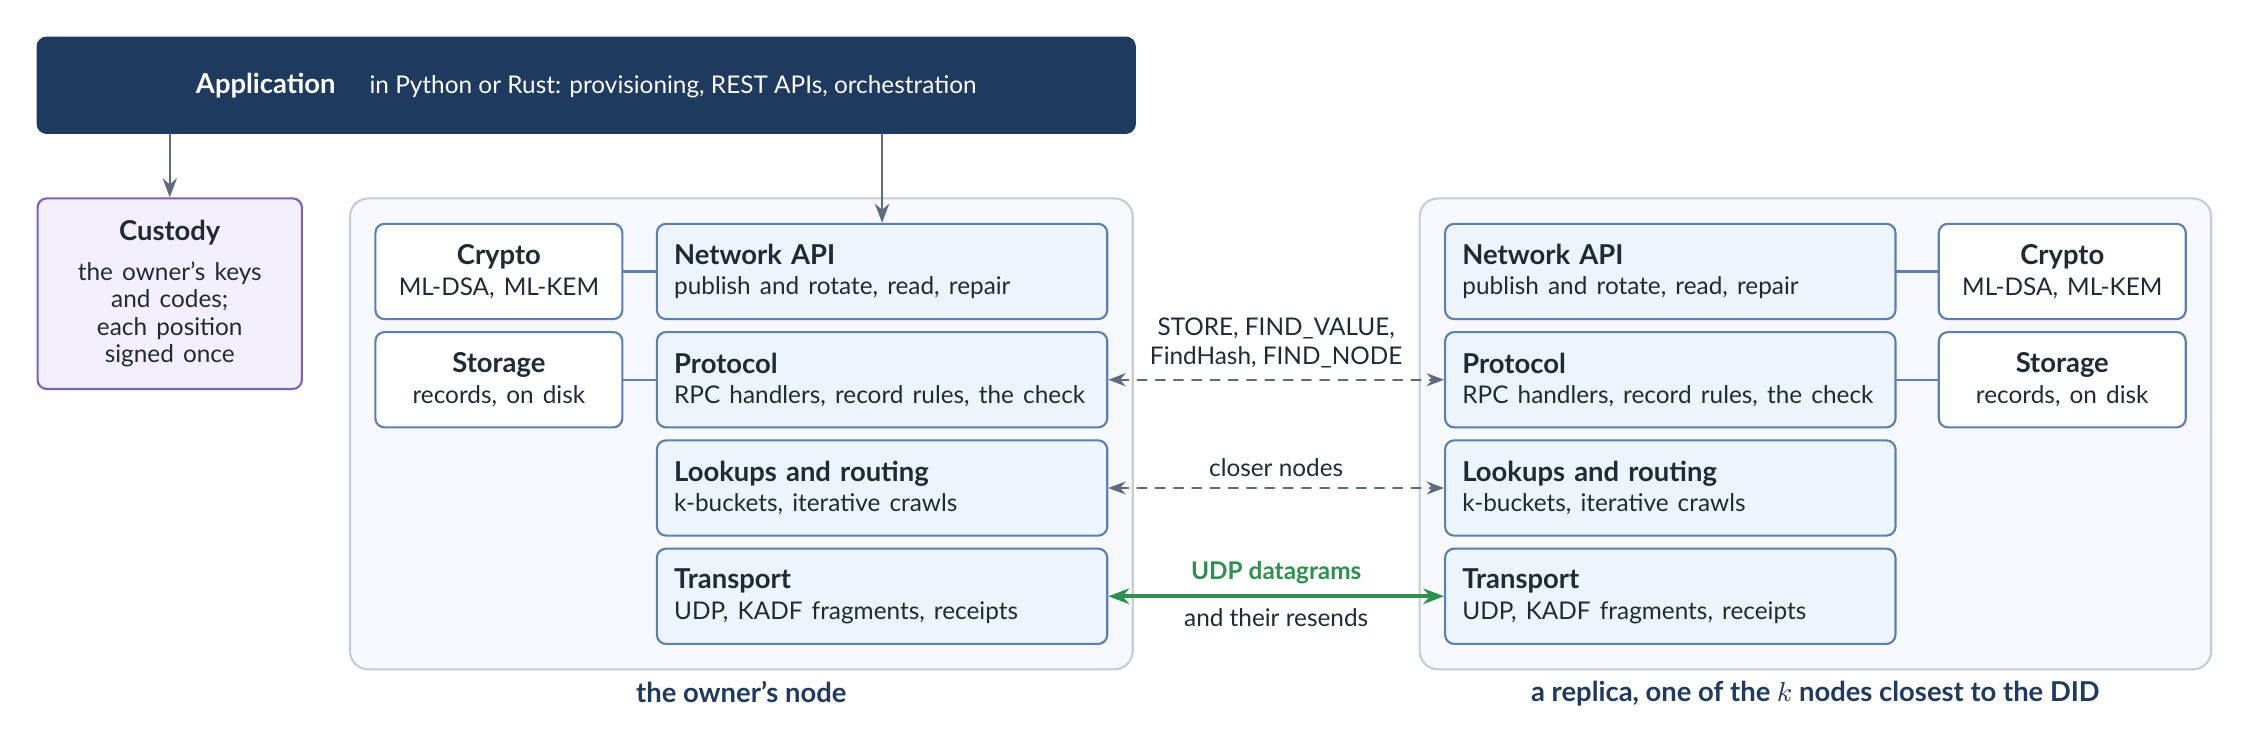 Application in Python or Rust: provisioning, REST APIs, orchestration
Custody
the owner’s keys
and codes;
each position
signed once
Crypto
ML-DSA, ML-KEM
Network API
publish and rotate, read, repair
Storage
records, on disk
Protocol
RPC handlers, record rules, the check
Lookups and routing
k-buckets, iterative crawls
Transport
UDP, KADF fragments, receipts
the owner’s node
STORE, FIND_VALUE,
FindHash, FIND_NODE
closer nodes
UDP datagrams
and their resends
Network API
publish and rotate, read, repair
Crypto
ML-DSA, ML-KEM
Protocol
RPC handlers, record rules, the check
Storage
records, on disk
Lookups and routing
k-buckets, iterative crawls
Transport
UDP, KADF fragments, receipts
a replica, one of the k nodes closest to the DID